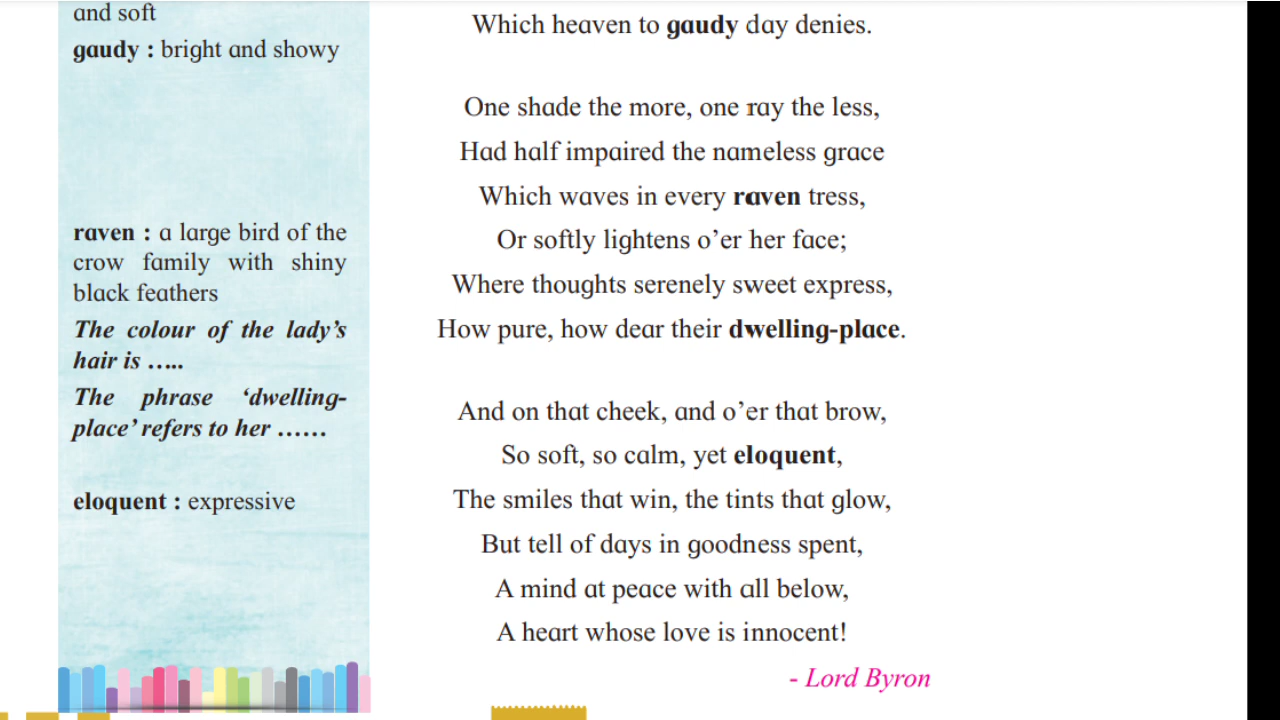 and soft
gaudy : bright and showy
raven : a large bird of the
crow family with shiny
black feathers
The colour of the lady's
hair is …..
The phrase ‘dwelling-
place’ refers to her ……
eloquent : expressive
Which heaven to gaudy day denies.
One shade the more, one ray the less,
Had half impaired the nameless grace
Which waves in every raven tress,
Or softly lightens o’er her face;
Where thoughts serenely sweet express,
How pure, how dear their dwelling-place.
And on that cheek, and o’er that brow,
So soft, so calm, yet eloquent,
The smiles that win, the tints that glow,
But tell of days in goodness spent,
A mind at peace with all below,
A heart whose love is innocent!
- Lord Byron